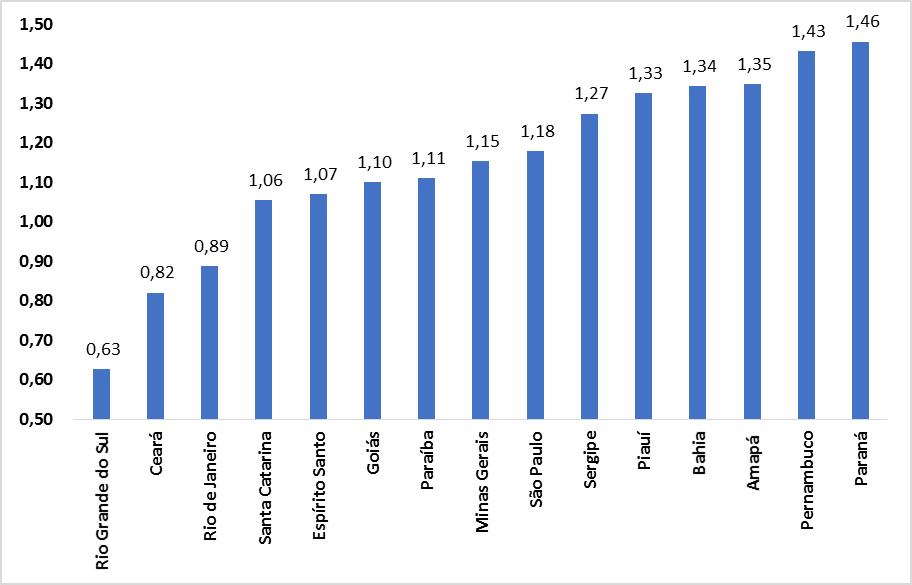 1,50
1,40
1,30
1,20
1,10
1,00
0,90
0,80
0,70
0,60
0,50
0,63
0,82
0,89
1,06
1,07
1,10
1,11
1,15
1,18
1,27
1,33
1,34
1,35
1,43
1,46
Rio Grande do Sul
Ceará
Rio de Janeiro
Santa Catarina
Espírito Santo
Goiás
Paraíba
Minas Gerais
São Paulo
Sergipe
Piauí
Bahia
Amapá
Pernambuco
Paraná